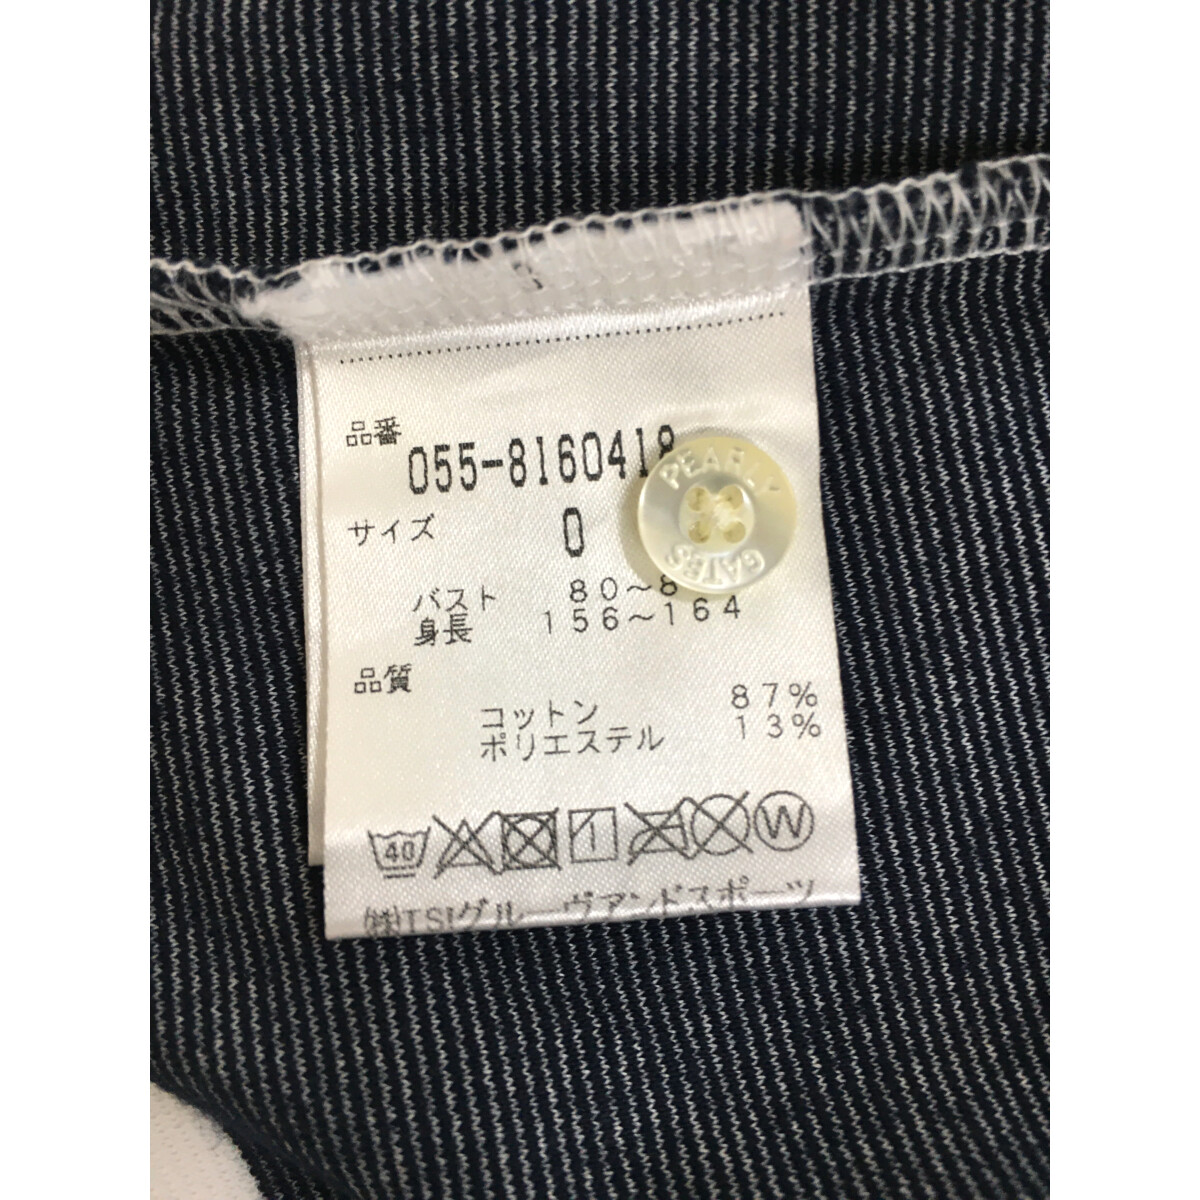 品番
055-8160418
サイズ 0
バスト 80～8
身長 156～164
品質
コットン 87%
ポリエステル 13%
40 1 W
㈱TSIグルーヴアンドスポーツ
PEARLY
GATES